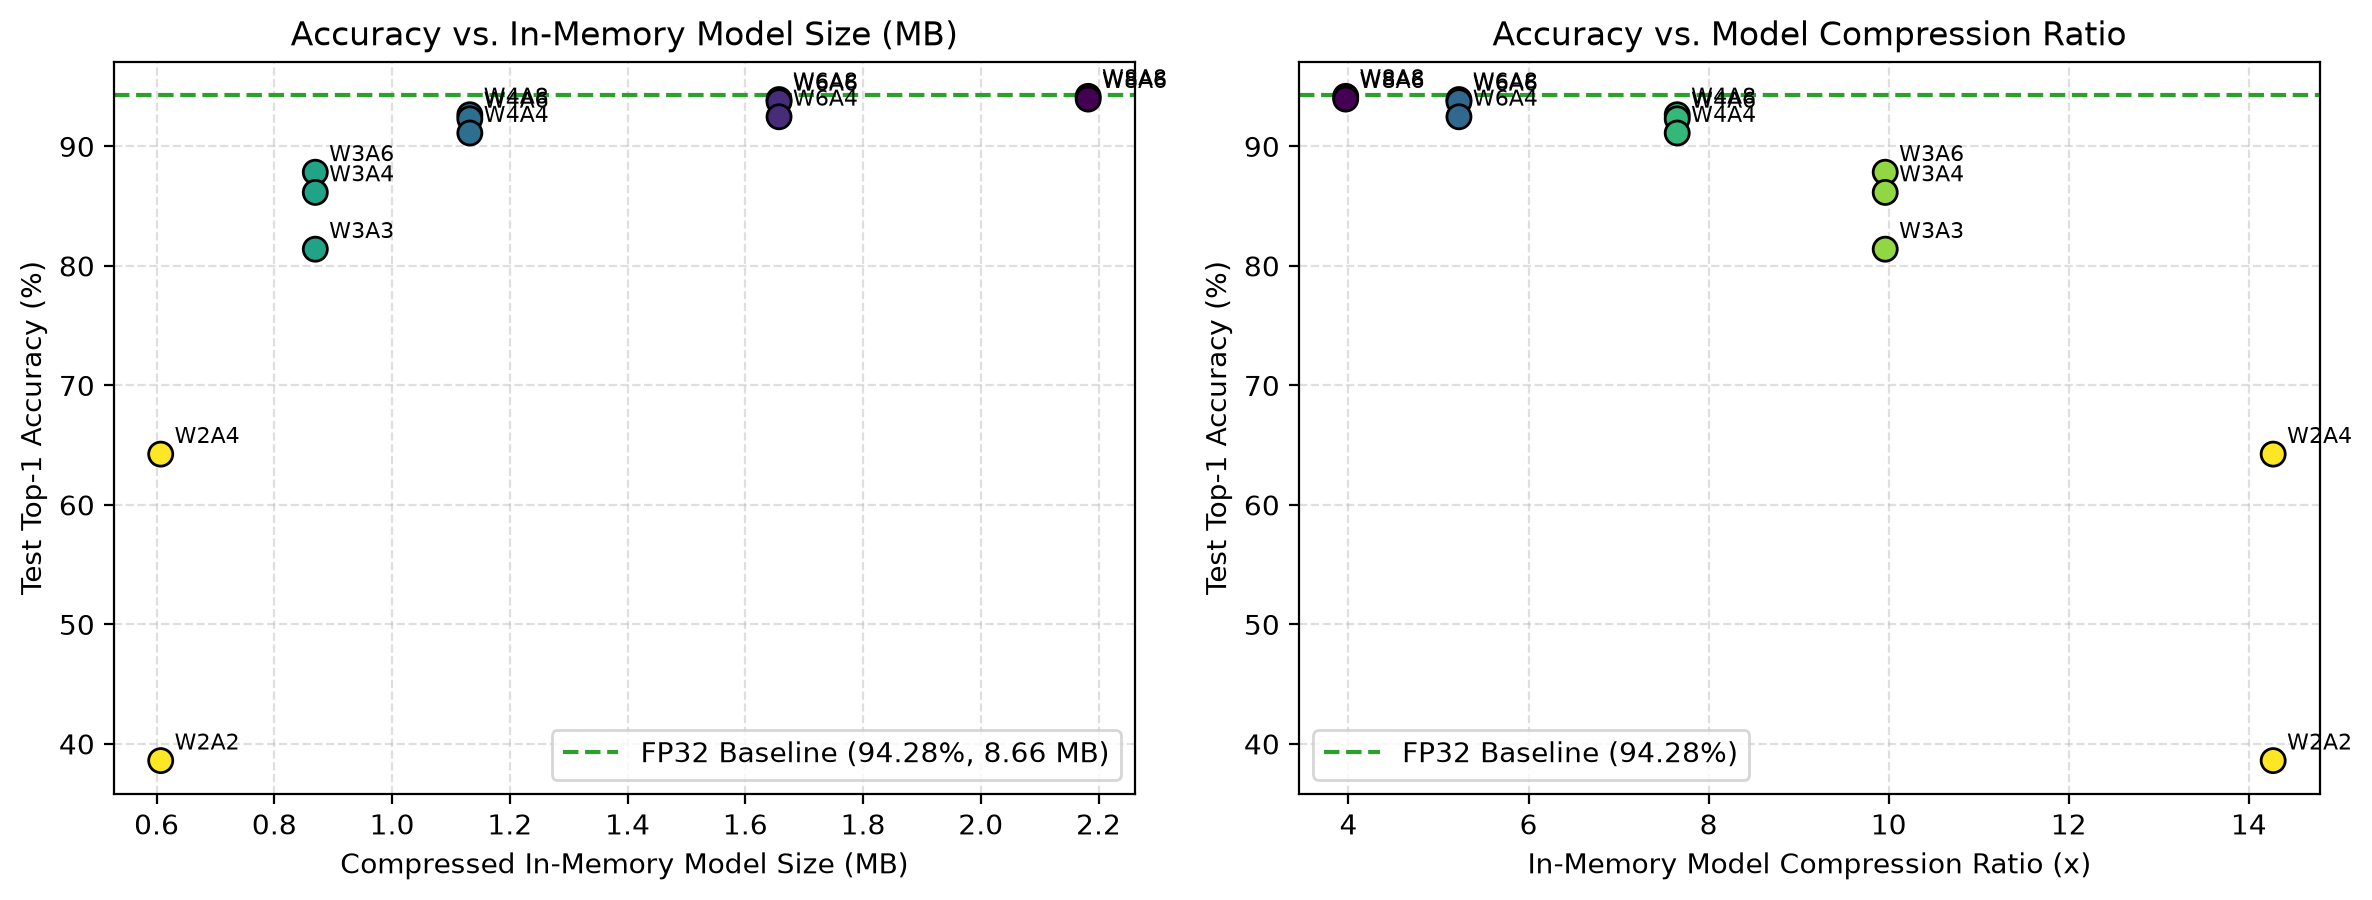 Accuracy vs. In-Memory Model Size (MB)
Test Top-1 Accuracy (%)
90
80
70
60
50
40
W8A8
W8A6
W6A8
W6A6
W6A4
W4A8
W4A6
W4A4
W3A6
W3A4
W3A3
W2A4
W2A2
FP32 Baseline (94.28%, 8.66 MB)
0.6 0.8 1.0 1.2 1.4 1.6 1.8 2.0 2.2
Compressed In-Memory Model Size (MB)
Accuracy vs. Model Compression Ratio
Test Top-1 Accuracy (%)
90
80
70
60
50
40
W8A8
W8A6
W6A8
W6A6
W6A4
W4A8
W4A6
W4A4
W3A6
W3A4
W3A3
W2A4
W2A2
FP32 Baseline (94.28%)
4 6 8 10 12 14
In-Memory Model Compression Ratio (x)